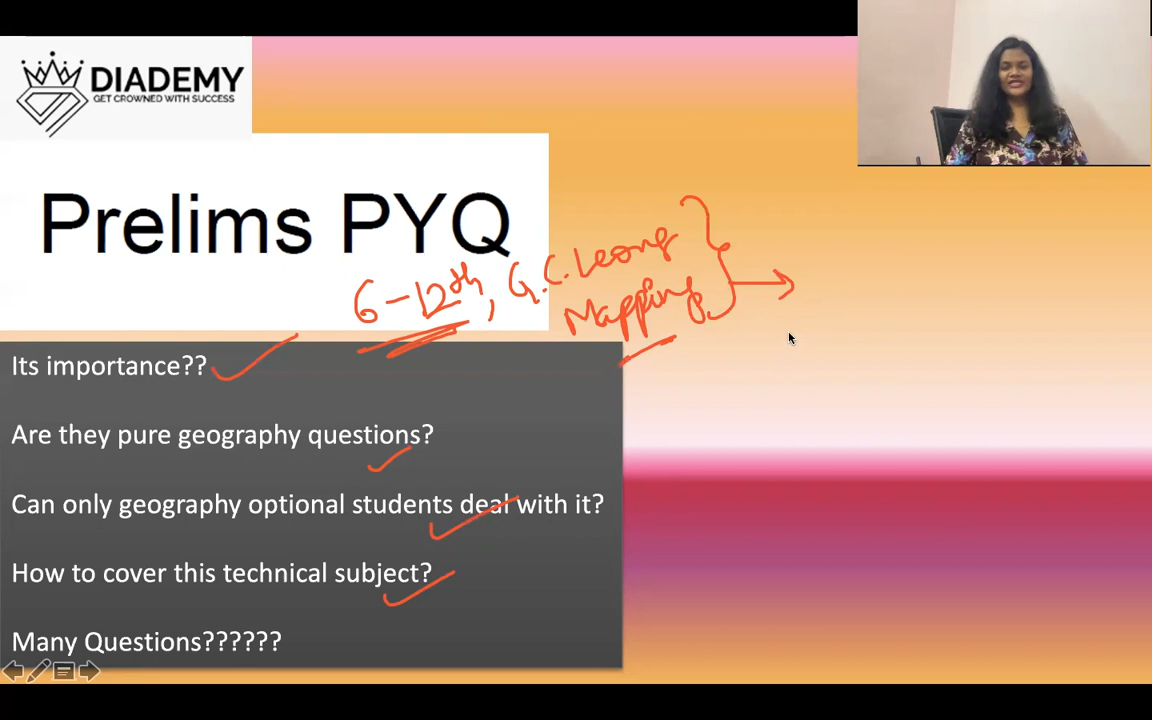 DIADEMY
GET CROWNED WITH SUCCESS
Prelims PYQ
6-12th, G.C. Leong
Mapping
Its importance??
Are they pure geography questions?
Can only geography optional students deal with it?
How to cover this technical subject?
Many Questions??????